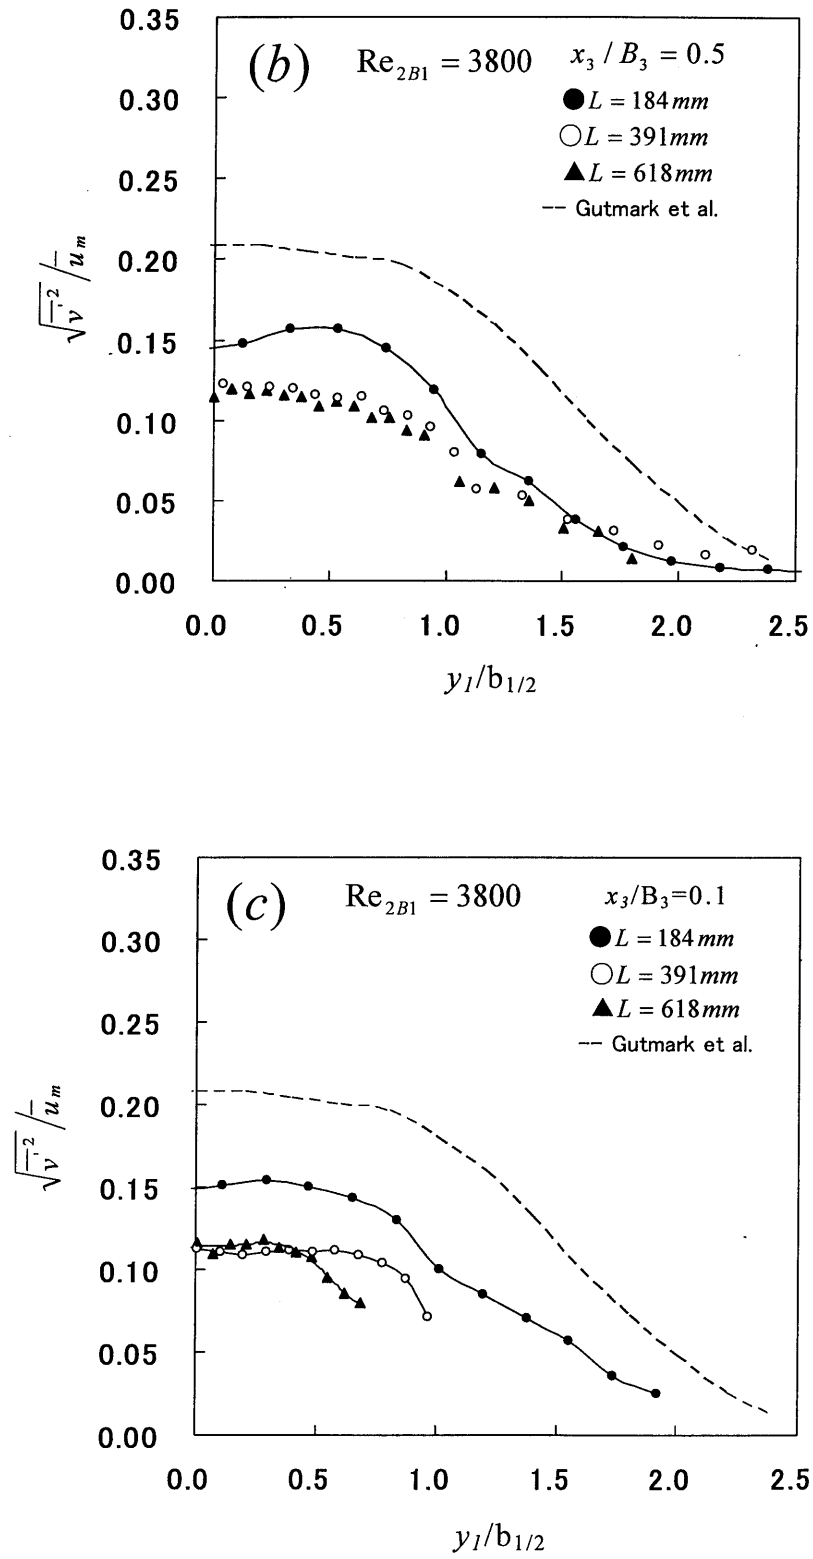 (b) Re2B1 = 3800 x3 / B3 = 0.5
● L = 184mm
○ L = 391mm
▲ L = 618mm
-- Gutmark et al.
0.35
0.30
0.25
0.20
0.15
0.10
0.05
0.00
√v'² / um
0.0 0.5 1.0 1.5 2.0 2.5
y1/b1/2
(c) Re2B1 = 3800 x3/B3=0.1
● L = 184mm
○ L = 391mm
▲ L = 618mm
-- Gutmark et al.
0.35
0.30
0.25
0.20
0.15
0.10
0.05
0.00
√v'² / um
0.0 0.5 1.0 1.5 2.0 2.5
y1/b1/2